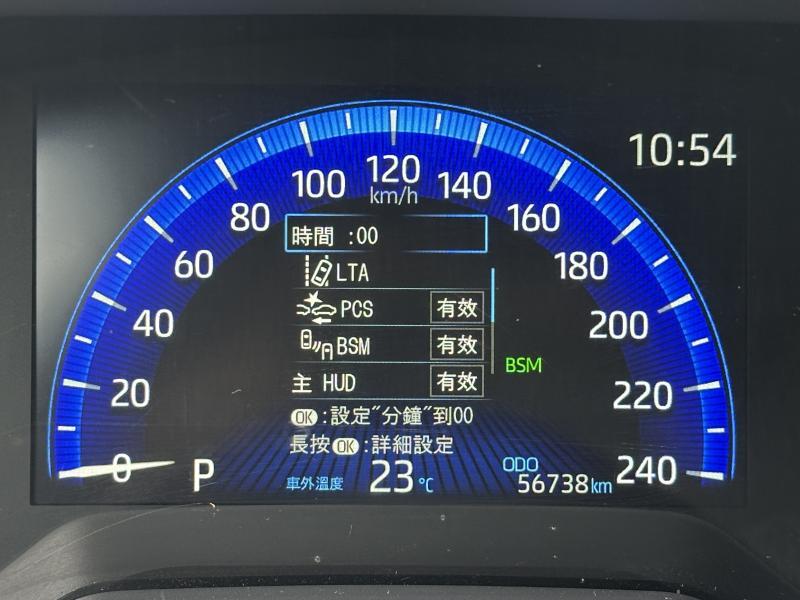 10:54
120
km/h
100
140
80
160
60
180
40
200
20
220
0
240
時間 :00
LTA
PCS 有效
BSM 有效
主 HUD 有效
BSM
OK:設定"分鐘"到00
長按OK:詳細設定
P
車外溫度 23℃
ODO
56738km